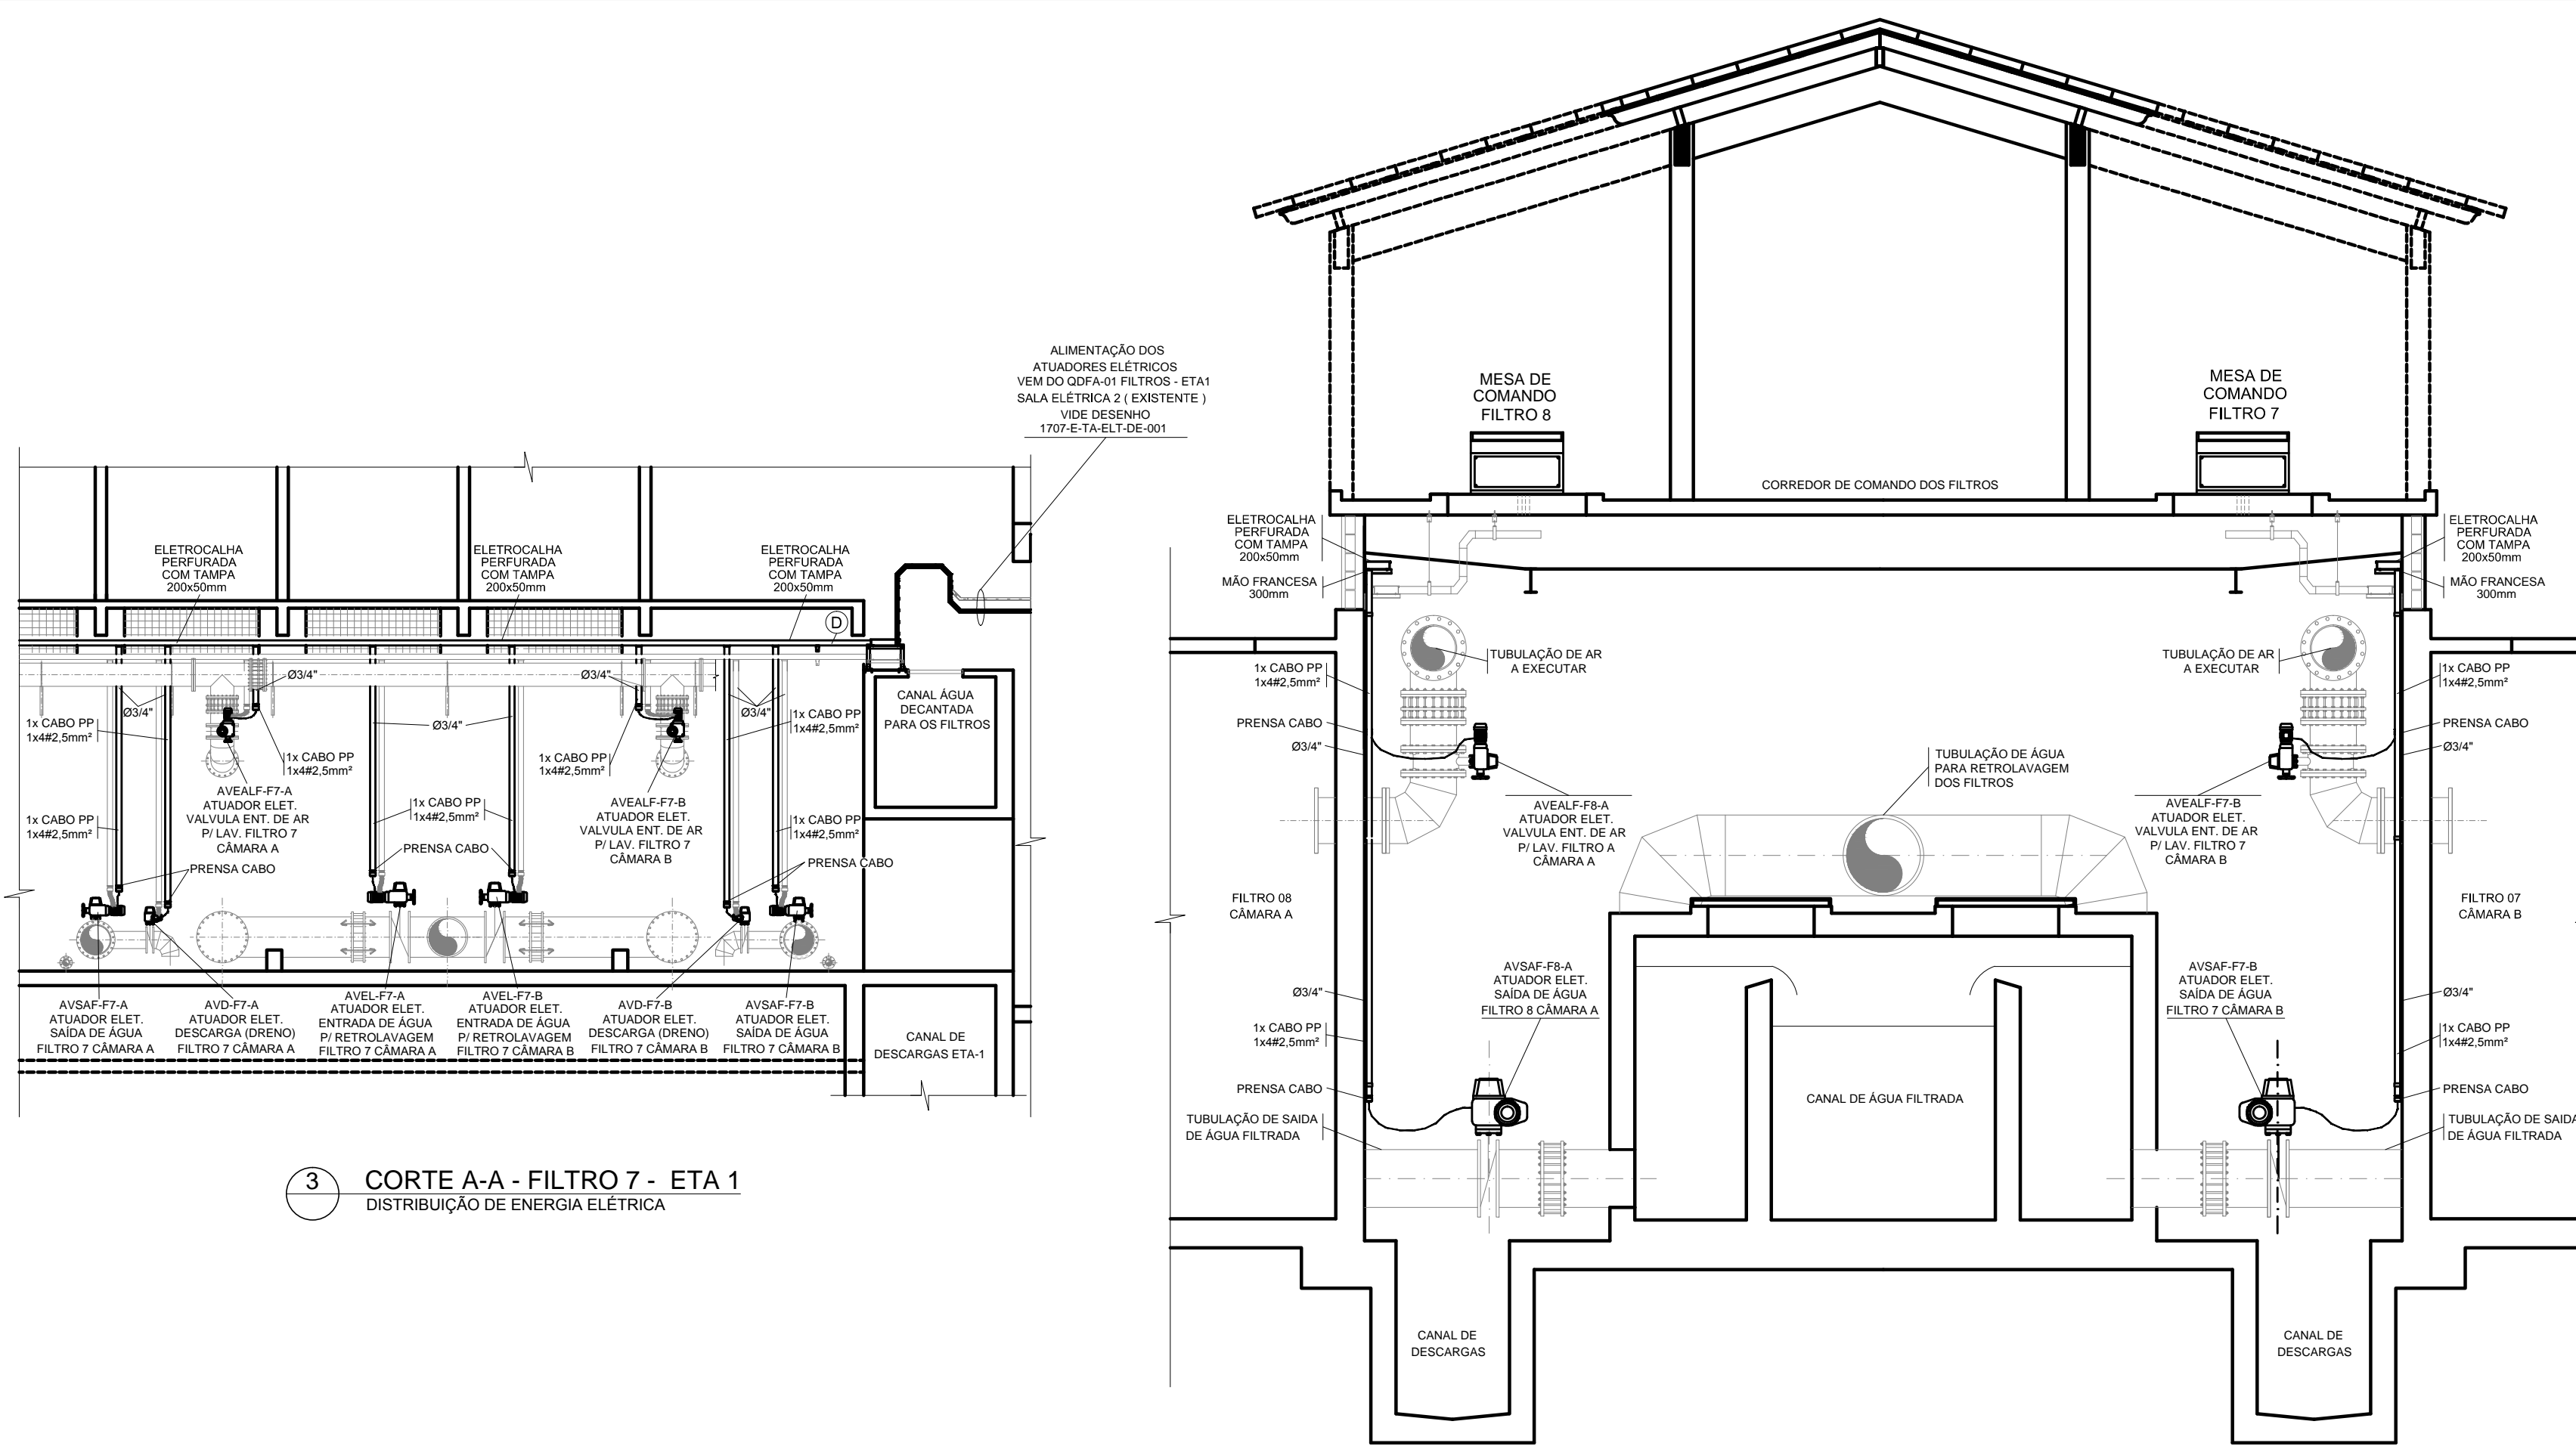 ALIMENTAÇÃO DOS
ATUADORES ELÉTRICOS
VEM DO QDFA-01 FILTROS - ETA1
SALA ELÉTRICA 2 ( EXISTENTE )
VIDE DESENHO
1707-E-TA-ELT-DE-001
ELETROCALHA
PERFURADA
COM TAMPA
200x50mm
ELETROCALHA
PERFURADA
COM TAMPA
200x50mm
ELETROCALHA
PERFURADA
COM TAMPA
200x50mm
D
Ø3/4"
Ø3/4"
Ø3/4"
Ø3/4"
Ø3/4"
1x CABO PP
1x4#2,5mm²
1x CABO PP
1x4#2,5mm²
1x CABO PP
1x4#2,5mm²
1x CABO PP
1x4#2,5mm²
CANAL ÁGUA
DECANTADA
PARA OS FILTROS
AVEALF-F7-A
ATUADOR ELET.
VALVULA ENT. DE AR
P/ LAV. FILTRO 7
CÂMARA A
AVEALF-F7-B
ATUADOR ELET.
VALVULA ENT. DE AR
P/ LAV. FILTRO 7
CÂMARA B
1x CABO PP
1x4#2,5mm²
1x CABO PP
1x4#2,5mm²
1x CABO PP
1x4#2,5mm²
PRENSA CABO
PRENSA CABO
PRENSA CABO
AVSAF-F7-A
ATUADOR ELET.
SAÍDA DE ÁGUA
FILTRO 7 CÂMARA A
AVD-F7-A
ATUADOR ELET.
DESCARGA (DRENO)
FILTRO 7 CÂMARA A
AVEL-F7-A
ATUADOR ELET.
ENTRADA DE ÁGUA
P/ RETROLAVAGEM
FILTRO 7 CÂMARA A
AVEL-F7-B
ATUADOR ELET.
ENTRADA DE ÁGUA
P/ RETROLAVAGEM
FILTRO 7 CÂMARA B
AVD-F7-B
ATUADOR ELET.
DESCARGA (DRENO)
FILTRO 7 CÂMARA B
AVSAF-F7-B
ATUADOR ELET.
SAÍDA DE ÁGUA
FILTRO 7 CÂMARA B
CANAL DE
DESCARGAS ETA-1
3
CORTE A-A - FILTRO 7 - ETA 1
DISTRIBUIÇÃO DE ENERGIA ELÉTRICA
MESA DE
COMANDO
FILTRO 8
MESA DE
COMANDO
FILTRO 7
CORREDOR DE COMANDO DOS FILTROS
ELETROCALHA
PERFURADA
COM TAMPA
200x50mm
MÃO FRANCESA
300mm
ELETROCALHA
PERFURADA
COM TAMPA
200x50mm
MÃO FRANCESA
300mm
1x CABO PP
1x4#2,5mm²
TUBULAÇÃO DE AR
A EXECUTAR
TUBULAÇÃO DE AR
A EXECUTAR
1x CABO PP
1x4#2,5mm²
PRENSA CABO
Ø3/4"
PRENSA CABO
Ø3/4"
TUBULAÇÃO DE ÁGUA
PARA RETROLAVAGEM
DOS FILTROS
AVEALF-F8-A
ATUADOR ELET.
VALVULA ENT. DE AR
P/ LAV. FILTRO A
CÂMARA A
AVEALF-F7-B
ATUADOR ELET.
VALVULA ENT. DE AR
P/ LAV. FILTRO 7
CÂMARA B
FILTRO 08
CÂMARA A
FILTRO 07
CÂMARA B
AVSAF-F8-A
ATUADOR ELET.
SAÍDA DE ÁGUA
FILTRO 8 CÂMARA A
AVSAF-F7-B
ATUADOR ELET.
SAÍDA DE ÁGUA
FILTRO 7 CÂMARA B
Ø3/4"
1x CABO PP
1x4#2,5mm²
PRENSA CABO
TUBULAÇÃO DE SAIDA
DE ÁGUA FILTRADA
Ø3/4"
1x CABO PP
1x4#2,5mm²
PRENSA CABO
TUBULAÇÃO DE SAIDA
DE ÁGUA FILTRADA
CANAL DE ÁGUA FILTRADA
CANAL DE
DESCARGAS
CANAL DE
DESCARGAS